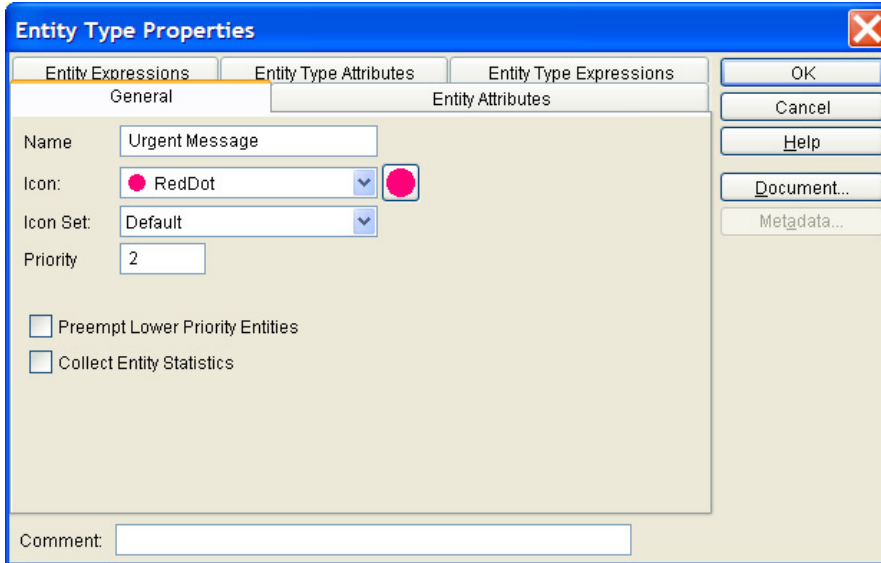 Entity Type Properties
Entity Expressions Entity Type Attributes Entity Type Expressions
General Entity Attributes
Name Urgent Message
Icon: RedDot
Icon Set: Default
Priority 2
Preempt Lower Priority Entities
Collect Entity Statistics
Comment:
OK
Cancel
Help
Document...
Metadata...